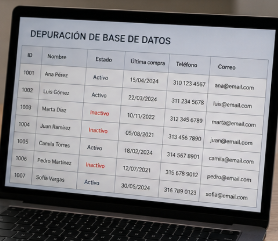 DEPURACIÓN DE BASE DE DATOS
ID Nombre Estado Última compra Teléfono Correo
1001 Ana Pérez Activo 15/04/2024 310 123 4567 ana@email.com
1002 Luis Gómez Activo 22/03/2024 311 234 5678 luis@email.com
1003 Marta Díaz Inactivo 10/11/2022 312 345 6789 marta@email.com
1004 Juan Ramírez Inactivo 05/08/2021 313 456 7890 juan@email.com
1005 Camila Torres Activo 18/02/2024 314 567 8901 camila@email.com
1006 Pedro Martínez Inactivo 12/07/2021 315 678 9012 pedro@email.com
1007 Sofía Vargas Activo 30/05/2024 316 789 0123 sofia@email.com